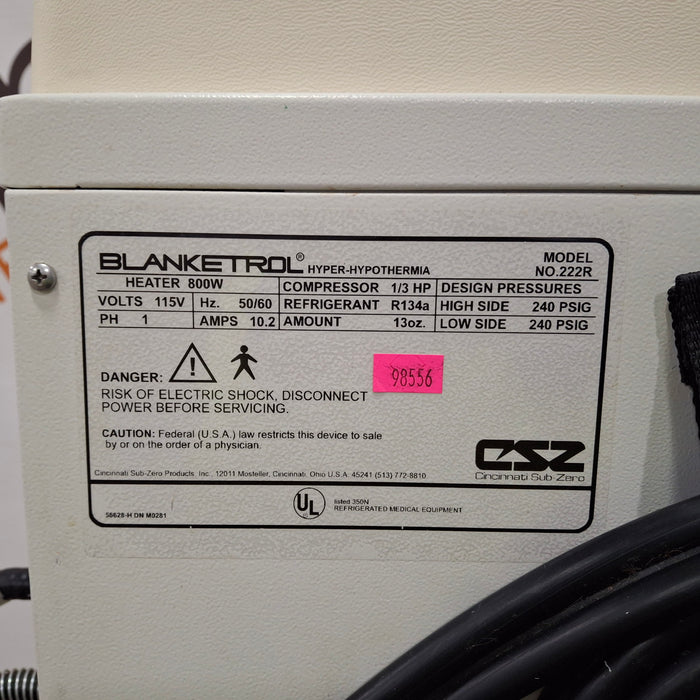 BLANKETROL® HYPER-HYPOTHERMIA
MODEL
NO.222R
HEATER 800W
COMPRESSOR 1/3 HP
DESIGN PRESSURES
VOLTS 115V Hz. 50/60
REFRIGERANT R134a
HIGH SIDE 240 PSIG
PH 1 AMPS 10.2
AMOUNT 13oz.
LOW SIDE 240 PSIG
98556
DANGER:
RISK OF ELECTRIC SHOCK, DISCONNECT
POWER BEFORE SERVICING.
CAUTION: Federal (U.S.A.) law restricts this device to sale
by or on the order of a physician.
CSZ
Cincinnati Sub-Zero
Cincinnati Sub-Zero Products, Inc., 12011 Mosteller, Cincinnati, Ohio U.S.A. 45241 (513) 772-8810
UL
listed 350N
REFRIGERATED MEDICAL EQUIPMENT
56628-H DN M0281